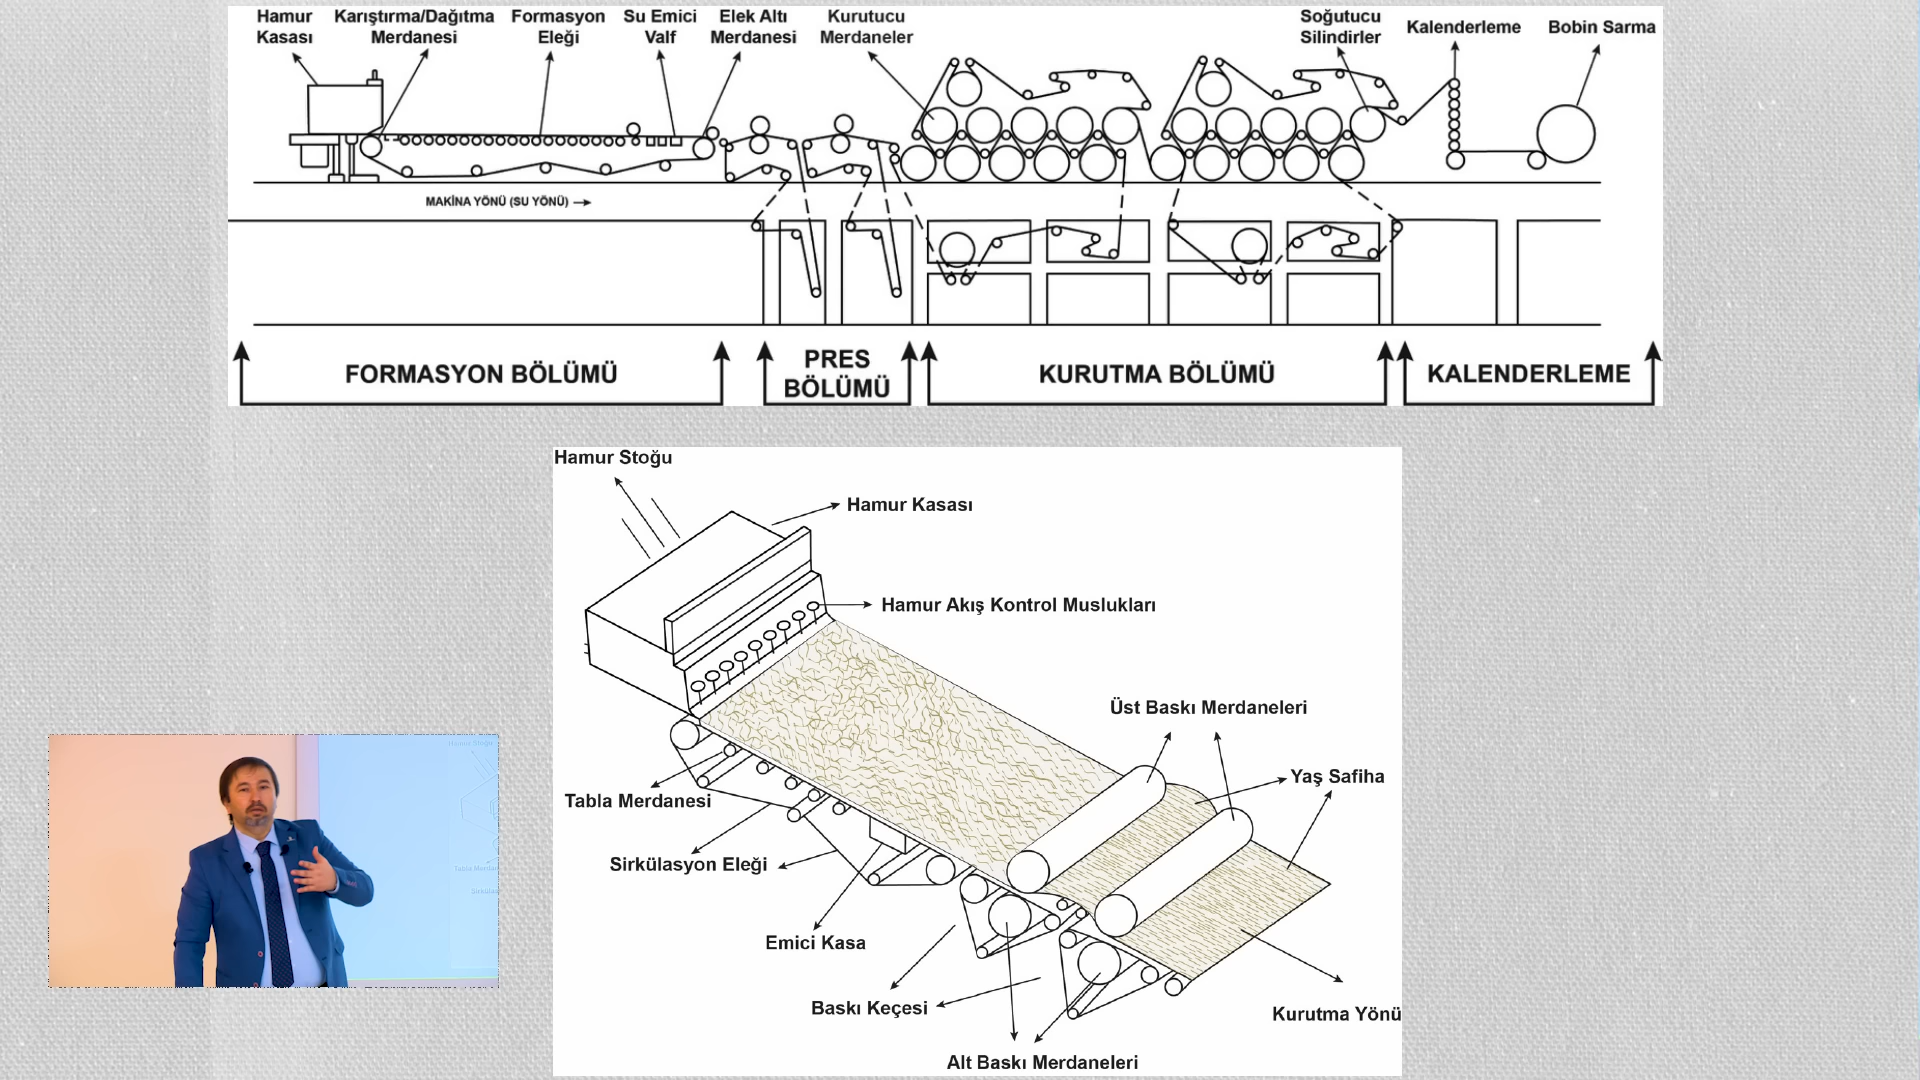 Hamur
Kasası
Karıştırma/Dağıtma
Merdanesi
Formasyon
Eleği
Su Emici
Valf
Elek Altı
Merdanesi
Kurutucu
Merdaneler
Soğutucu
Silindirler
Kalenderleme
Bobin Sarma
MAKİNA YÖNÜ (SU YÖNÜ)
FORMASYON BÖLÜMÜ
PRES
BÖLÜMÜ
KURUTMA BÖLÜMÜ
KALENDERLEME
Hamur Stoğu
Hamur Kasası
Hamur Akış Kontrol Muslukları
Üst Baskı Merdaneleri
Yaş Safiha
Tabla Merdanesi
Sirkülasyon Eleği
Emici Kasa
Baskı Keçesi
Kurutma Yönü
Alt Baskı Merdaneleri
Hamur Stoğu